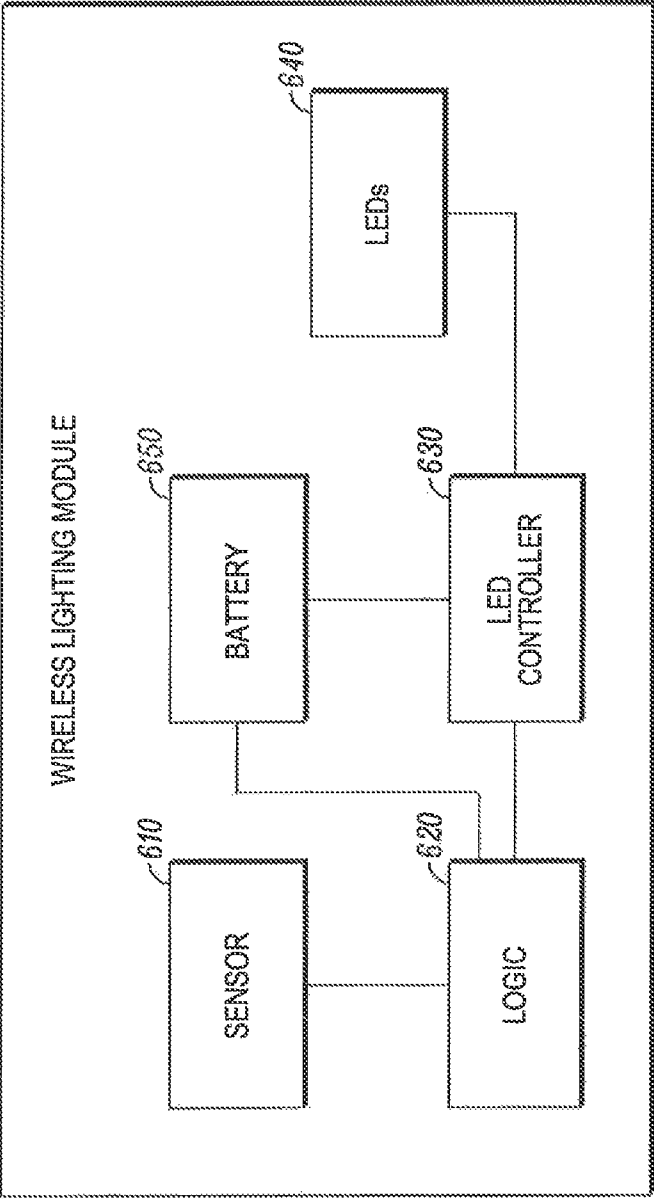 WIRELESS LIGHTING MODULE
610
SENSOR
650
BATTERY
640
LEDs
620
LOGIC
630
LED
CONTROLLER